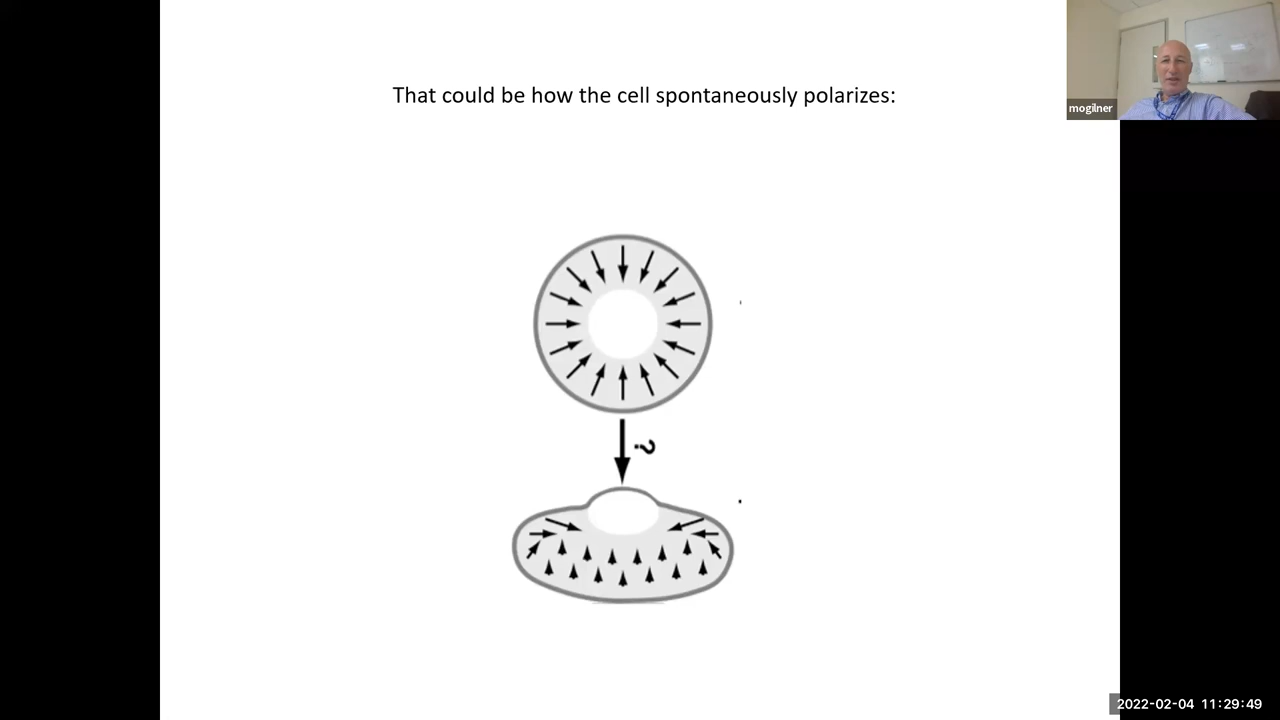 That could be how the cell spontaneously polarizes:
mogilner
?
2022-02-04 11:29:49